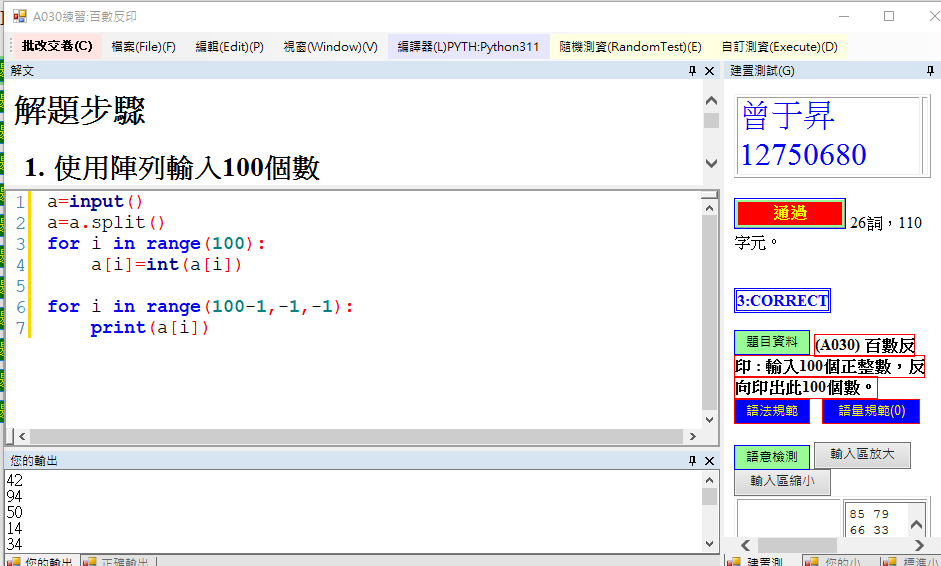 A030練習:百數反印
批改交卷(C) 檔案(File)(F) 編輯(Edit)(P) 視窗(Window)(V) 編譯器(L)PYTH:Python311 隨機測資(RandomTest)(E) 自訂測資(Execute)(D)
解文
解題步驟
1. 使用陣列輸入100個數
1 a=input()
2 a=a.split()
3 for i in range(100):
4     a[i]=int(a[i])
5
6 for i in range(100-1,-1,-1):
7     print(a[i])
您的輸出
42
94
50
14
34
您的輸出 正確輸出
建置測試(G)
曾于昇
12750680
通過 26詞，110
字元。
3:CORRECT
題目資料 (A030) 百數反
印：輸入100個正整數，反
向印出此100個數。
語法規範 語量規範(0)
語意檢測 輸入區放大
輸入區縮小
85 79
66 33
建置測 您的小 標準小